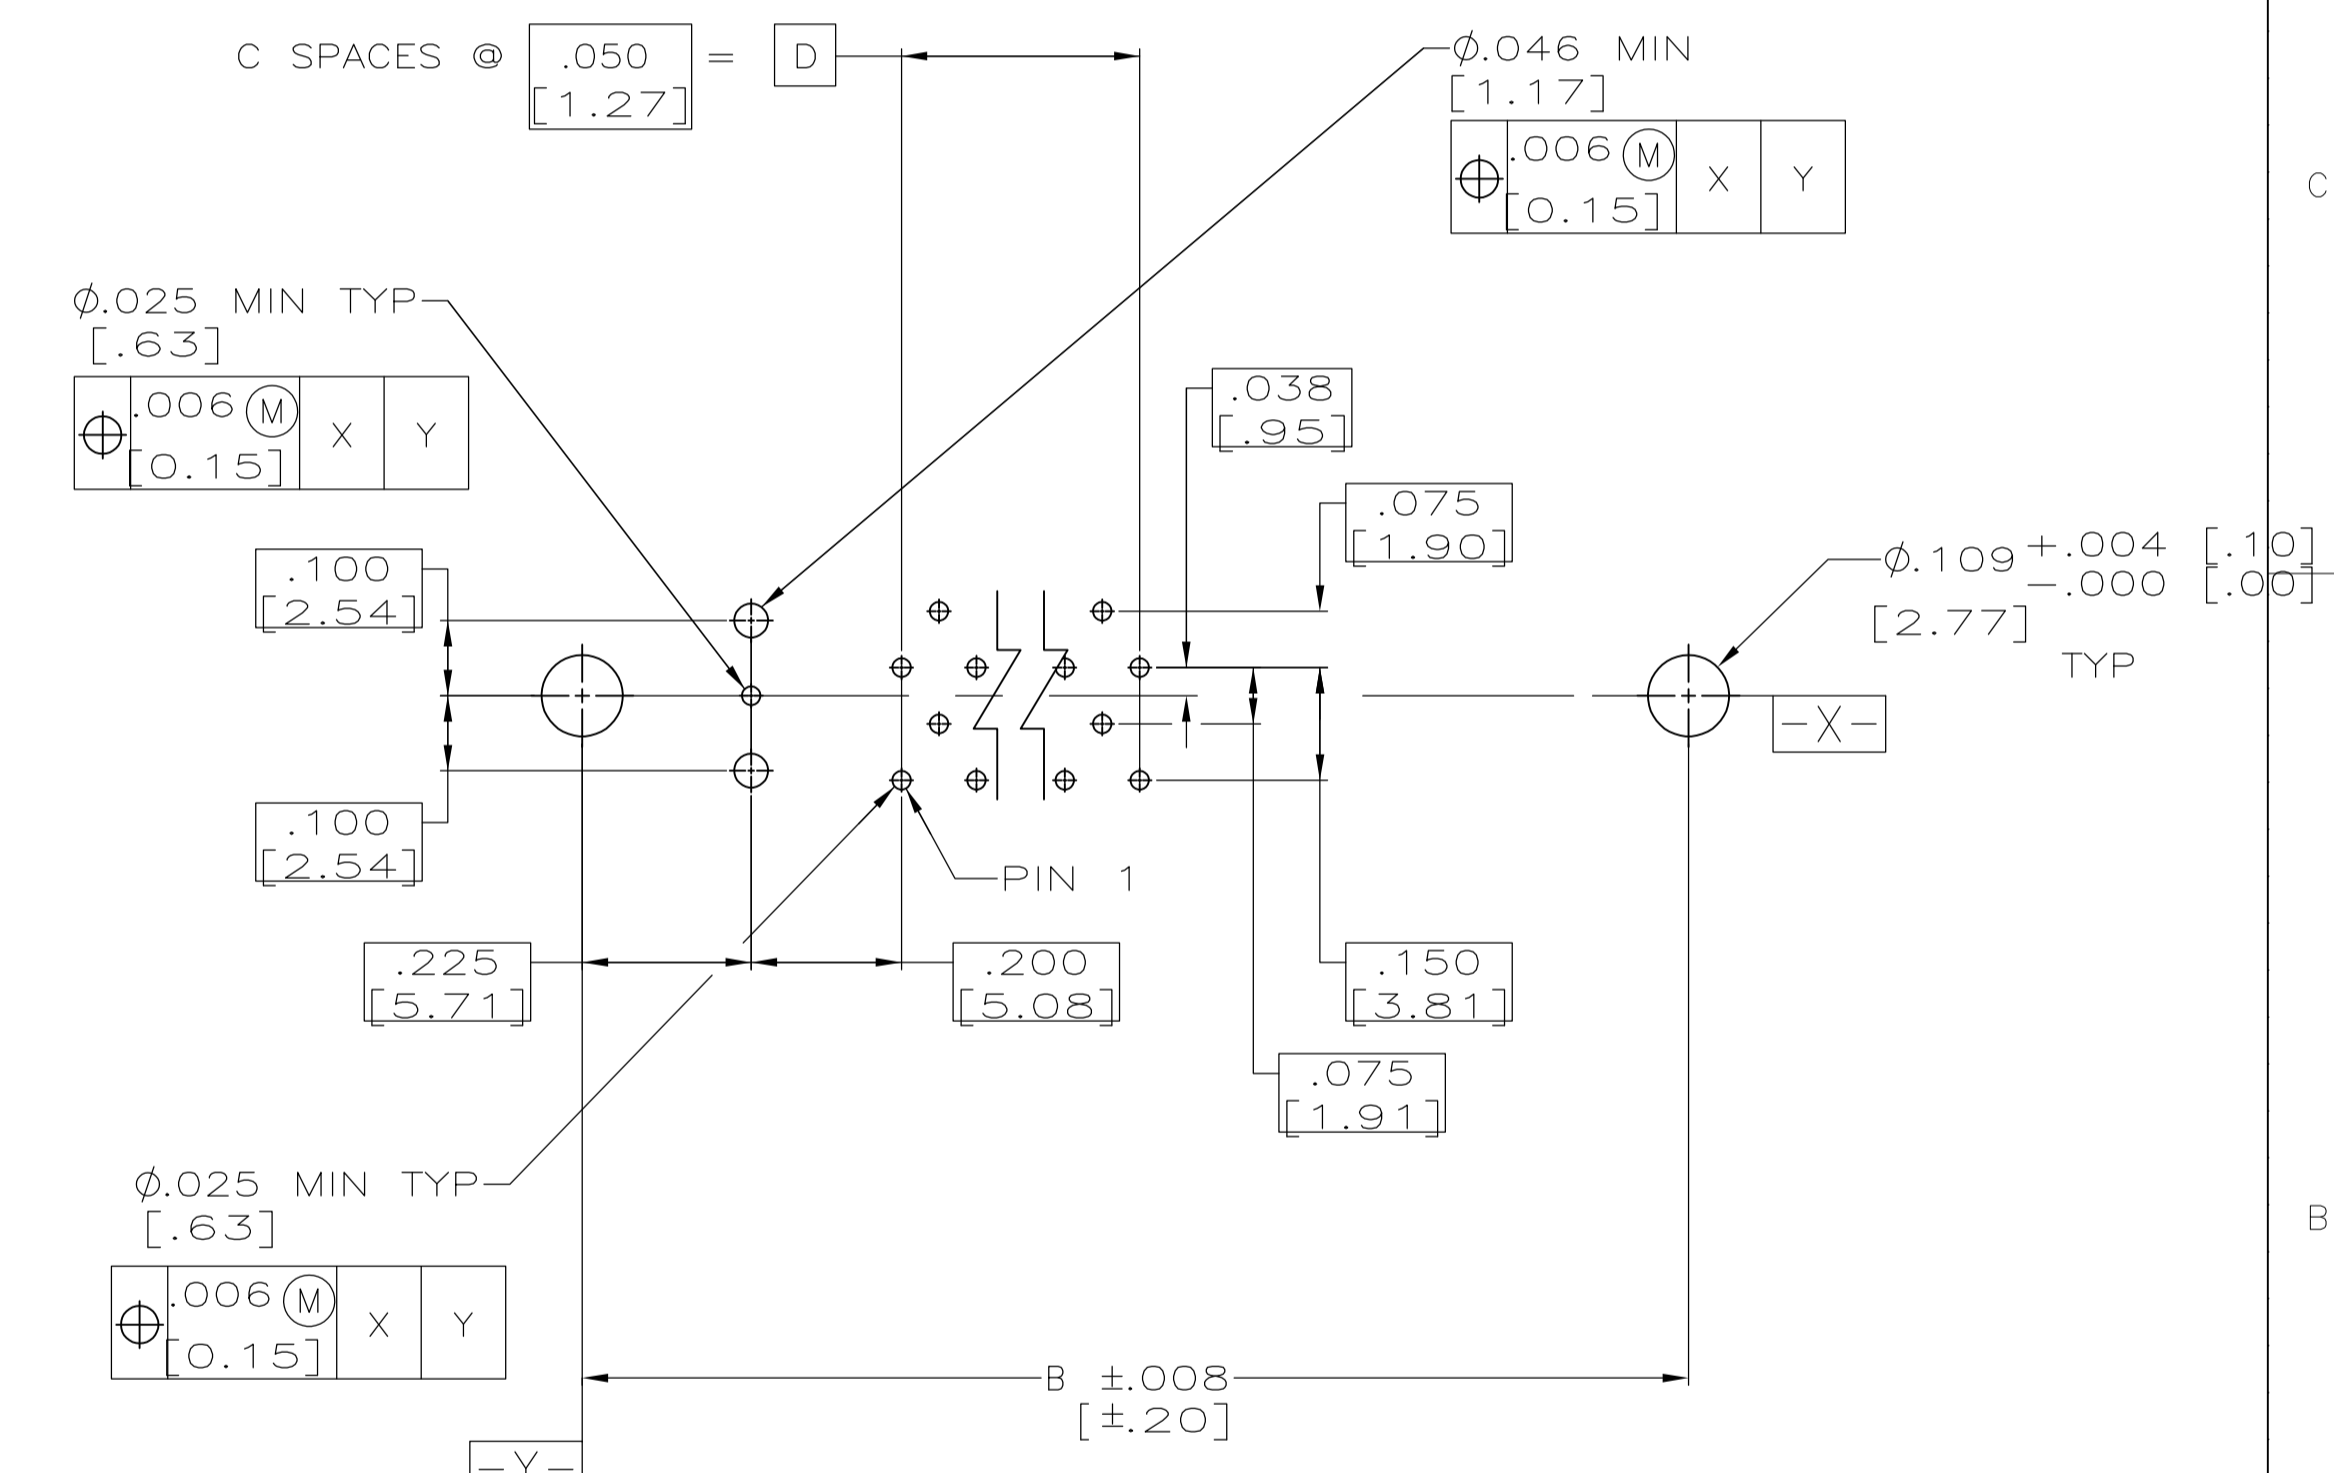 C SPACES @ .050 = D
[1.27]
⌀.046 MIN
[1.17]
⌖ .006 Ⓜ X Y
[0.15]
C
⌀.025 MIN TYP
[.63]
⌖ .006 Ⓜ X Y
[0.15]
.038
[.95]
.075
[1.90]
.100
[2.54]
⌀.109 +.004 [.10]
-.000 [.00]
[2.77]
TYP
-X-
.100
[2.54]
PIN 1
.225
[5.71]
.200
[5.08]
.150
[3.81]
.075
[1.91]
⌀.025 MIN TYP
[.63]
⌖ .006 Ⓜ X Y
[0.15]
B
B ±.008
[±.20]
-Y-